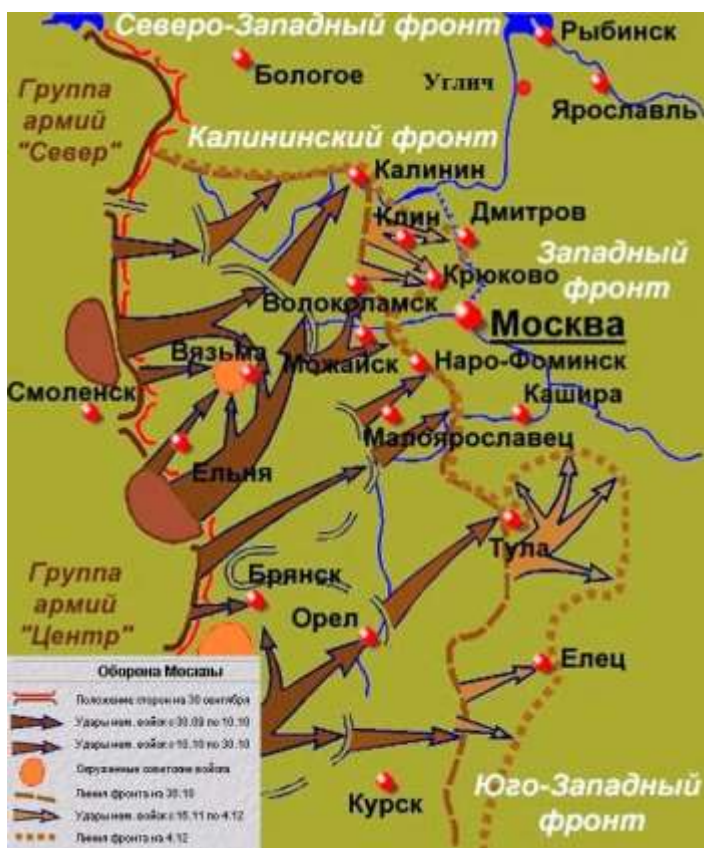 Северо-Западный фронт
Рыбинск
Бологое
Углич
Ярославль
Группа
армий
"Север"
Калининский фронт
Калинин
Клин
Дмитров
Западный
фронт
Крюково
Волоколамск
Москва
Вязьма
Можайск
Наро-Фоминск
Смоленск
Кашира
Малоярославец
Ельня
Тула
Группа
армий
"Центр"
Брянск
Орел
Елец
Оборона Москвы
Положение сторон на 30 сентября
Удары нем. войск с 30.09 по 10.10
Удары нем. войск с 10.10 по 30.10
Окруженные советские войска
Линия фронта на 30.10
Удары нем. войск с 16.11 по 4.12
Линия фронта на 4.12
Курск
Юго-Западный
фронт